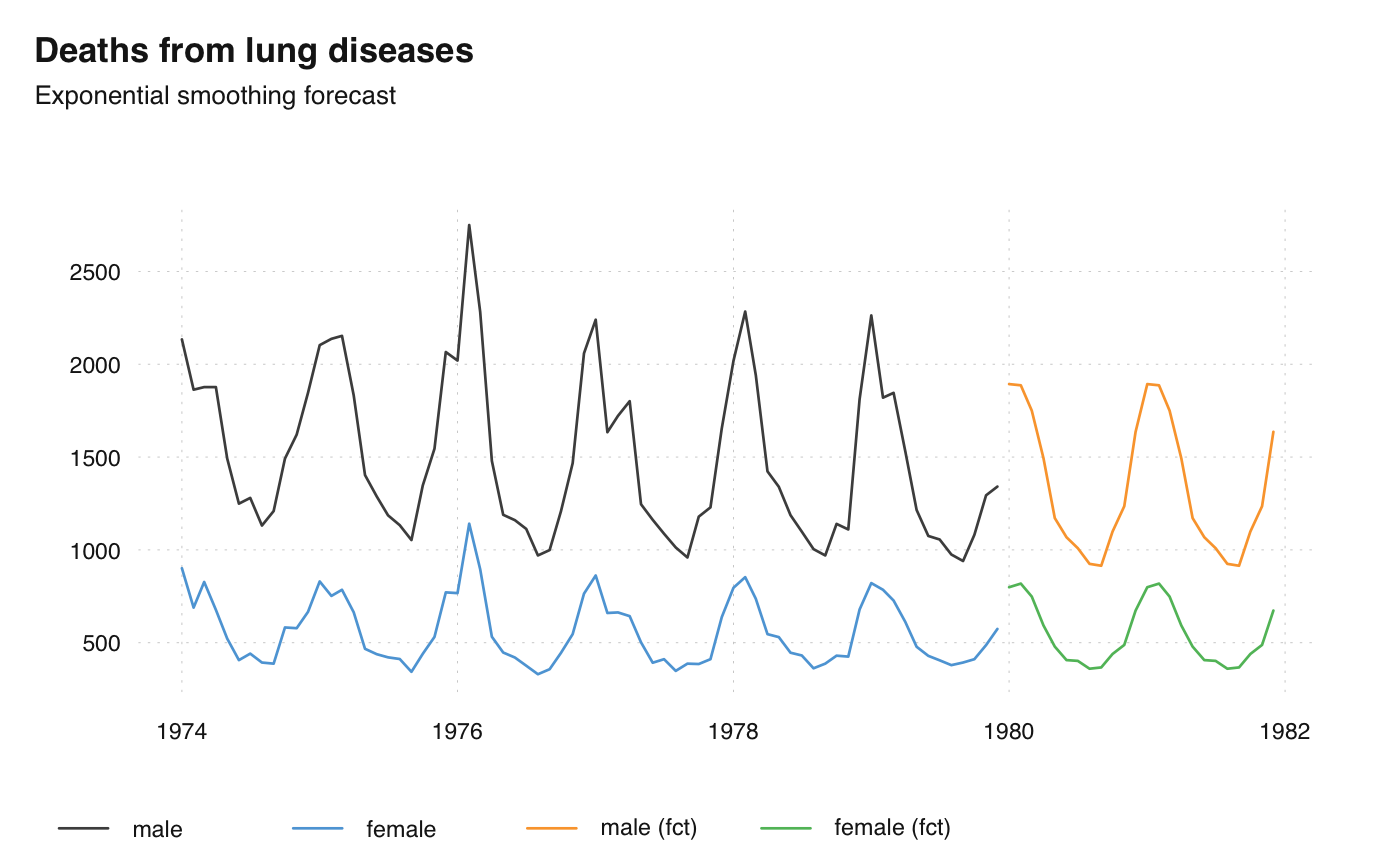 Deaths from lung diseases
Exponential smoothing forecast
2500
2000
1500
1000
500
1974 1976 1978 1980 1982
male female male (fct) female (fct)